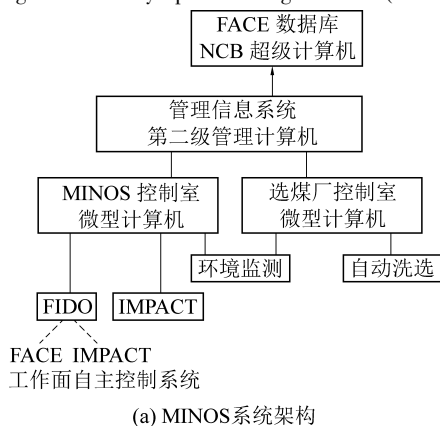 FACE 数据库
NCB 超级计算机
管理信息系统
第二级管理计算机
MINOS 控制室
微型计算机
选煤厂控制室
微型计算机
环境监测
自动洗选
FIDO
IMPACT
FACE IMPACT
工作面自主控制系统
(a) MINOS系统架构